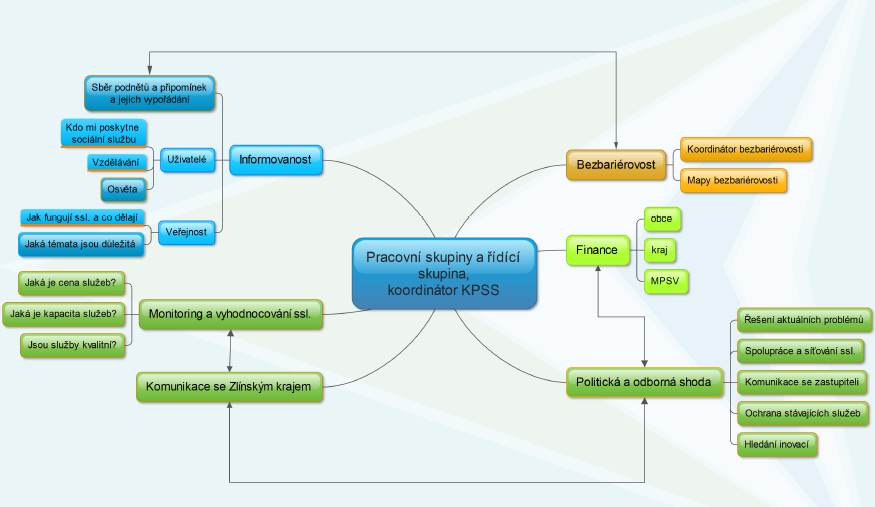 Sběr podnětů a připomínek
a jejich vypořádání
Kdo mi poskytne
sociální službu
Vzdělávání
Osvěta
Uživatelé
Informovanost
Jak fungují ssl. a co dělají
Jaká témata jsou důležitá
Veřejnost
Jaká je cena služeb?
Jaká je kapacita služeb?
Jsou služby kvalitní?
Monitoring a vyhodnocování ssl.
Komunikace se Zlínským krajem
Pracovní skupiny a řídící
skupina,
koordinátor KPSS
Bezbariérovost
Koordinátor bezbariérovosti
Mapy bezbariérovosti
Finance
obce
kraj
MPSV
Politická a odborná shoda
Řešení aktuálních problémů
Spolupráce a síťování ssl.
Komunikace se zastupiteli
Ochrana stávajících služeb
Hledání inovací